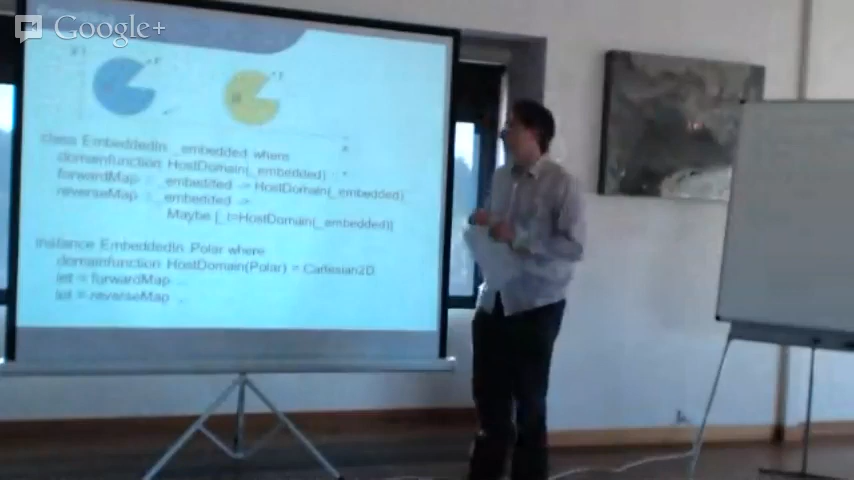 Google+
class EmbeddedIn _embedded where
domainfunction HostDomain(_embedded)
forwardMap : _embedded -> HostDomain(_embedded)
reverseMap : _embedded ->
Maybe [_t=HostDomain(_embedded)]
instance EmbeddedIn Polar where
domainfunction HostDomain(Polar) = Cartesian2D
let = forwardMap ...
let = reverseMap ...